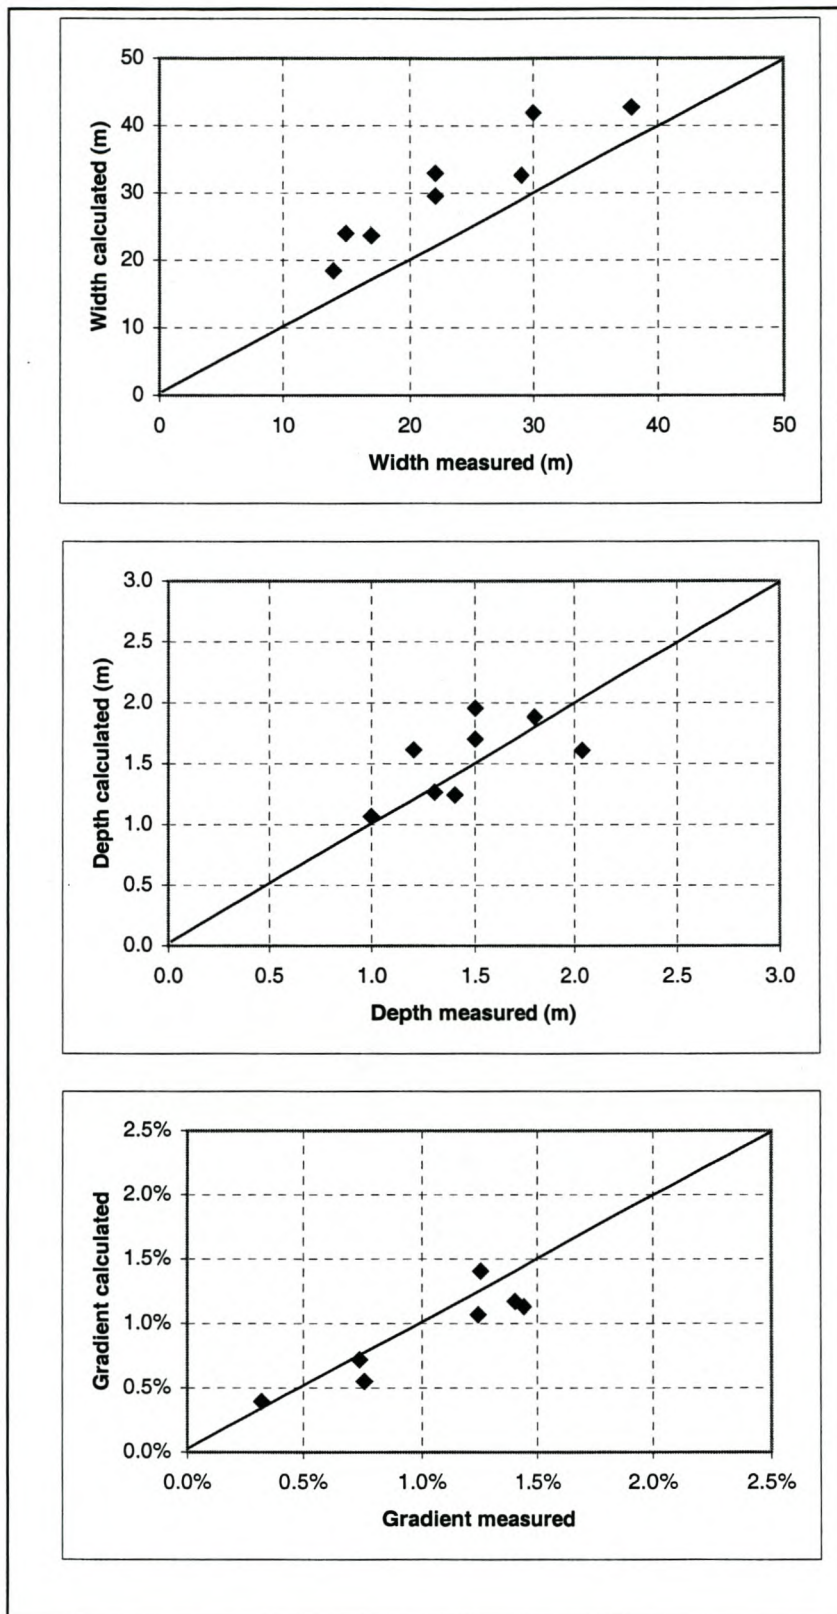 50
40
30
20
10
0
Width calculated (m)
0 10 20 30 40 50
Width measured (m)
3.0
2.5
2.0
1.5
1.0
0.5
0.0
Depth calculated (m)
0.0 0.5 1.0 1.5 2.0 2.5 3.0
Depth measured (m)
2.5%
2.0%
1.5%
1.0%
0.5%
0.0%
Gradient calculated
0.0% 0.5% 1.0% 1.5% 2.0% 2.5%
Gradient measured